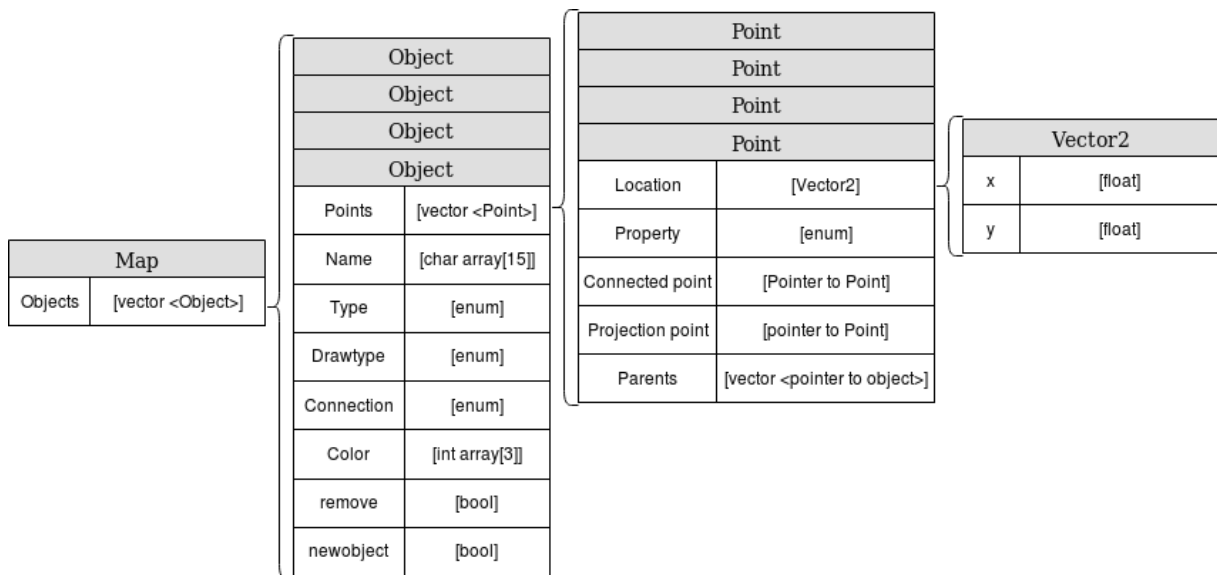 Map
Objects [vector <Object>]
Object
Object
Object
Object
Points [vector <Point>]
Name [char array[15]]
Type [enum]
Drawtype [enum]
Connection [enum]
Color [int array[3]]
remove [bool]
newobject [bool]
Point
Point
Point
Point
Location [Vector2]
Property [enum]
Connected point [Pointer to Point]
Projection point [pointer to Point]
Parents [vector <pointer to object>]
Vector2
x [float]
y [float]